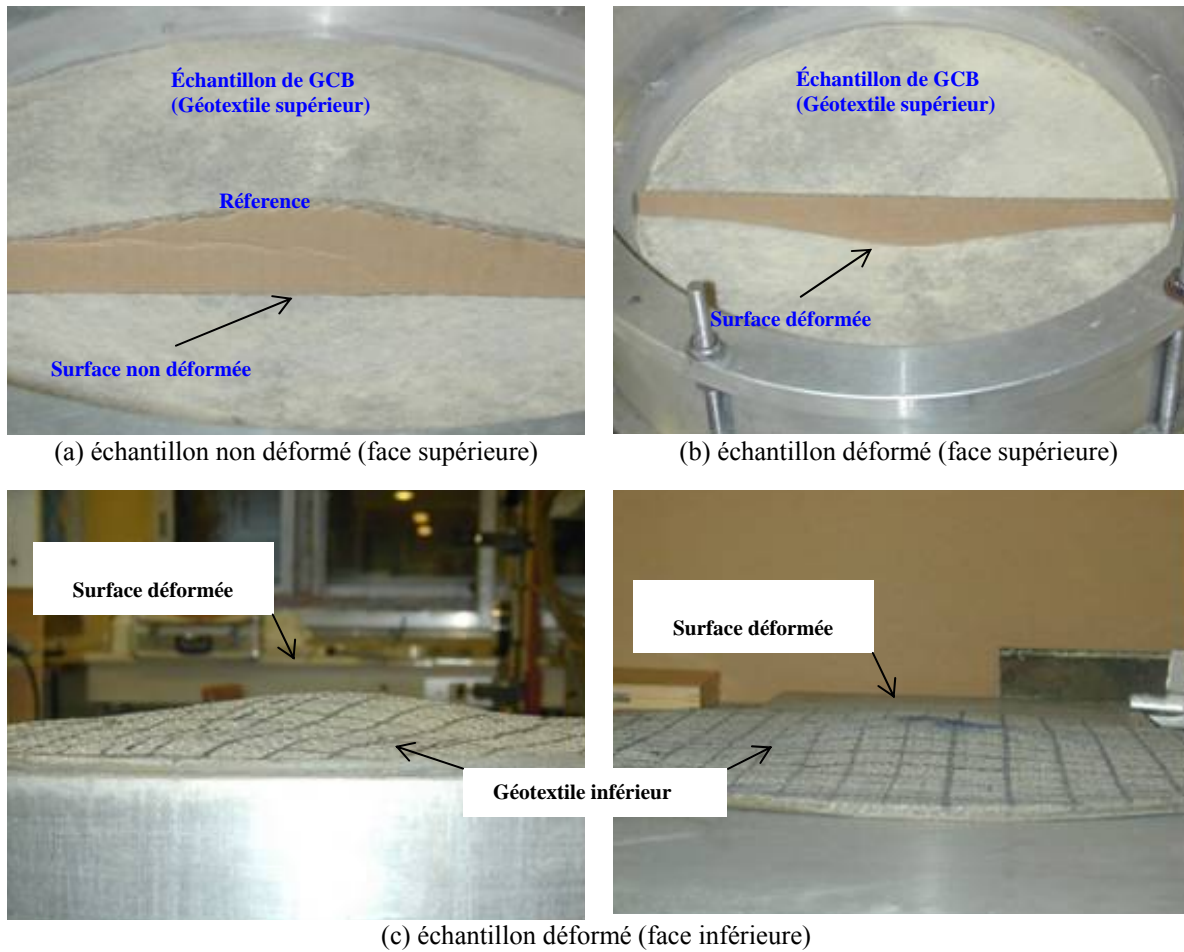 Échantillon de GCB
(Géotextile supérieur)
Réference
Surface non déformée
(a) échantillon non déformé (face supérieure)
Échantillon de GCB
(Géotextile supérieur)
Surface déformée
(b) échantillon déformé (face supérieure)
Surface déformée
Surface déformée
Géotextile inférieur
(c) échantillon déformé (face inférieure)